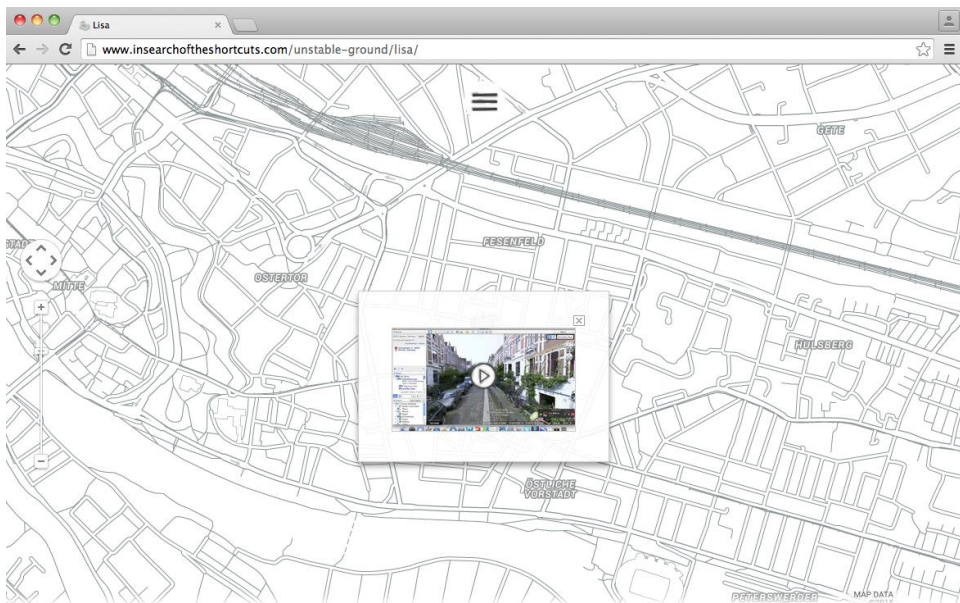 Lisa
www.insearchoftheshortcuts.com/unstable-ground/lisa/
GETE
FESENFELD
OSTERTOR
MITTE
HULSBERG
ÖSTLICHE
VORSTADT
PETERSWERDER
MAP DATA